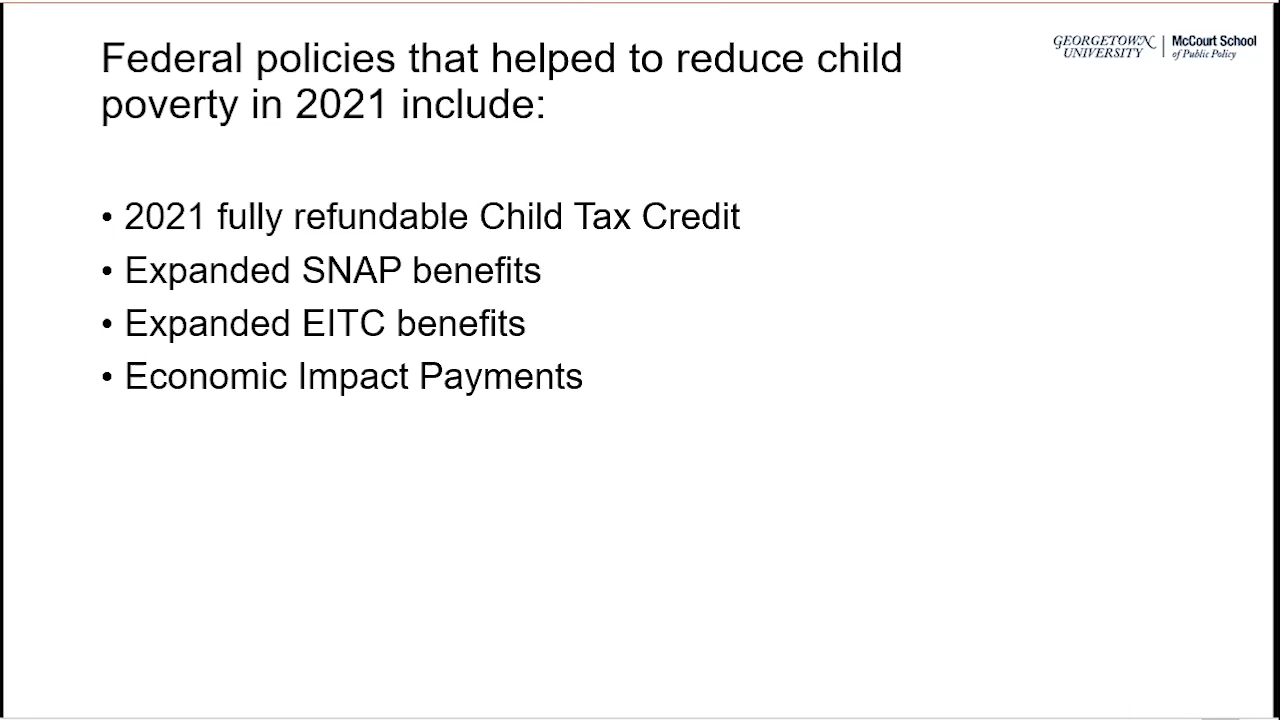 Federal policies that helped to reduce child
poverty in 2021 include:
GEORGETOWN UNIVERSITY
McCourt School
of Public Policy
• 2021 fully refundable Child Tax Credit
• Expanded SNAP benefits
• Expanded EITC benefits
• Economic Impact Payments